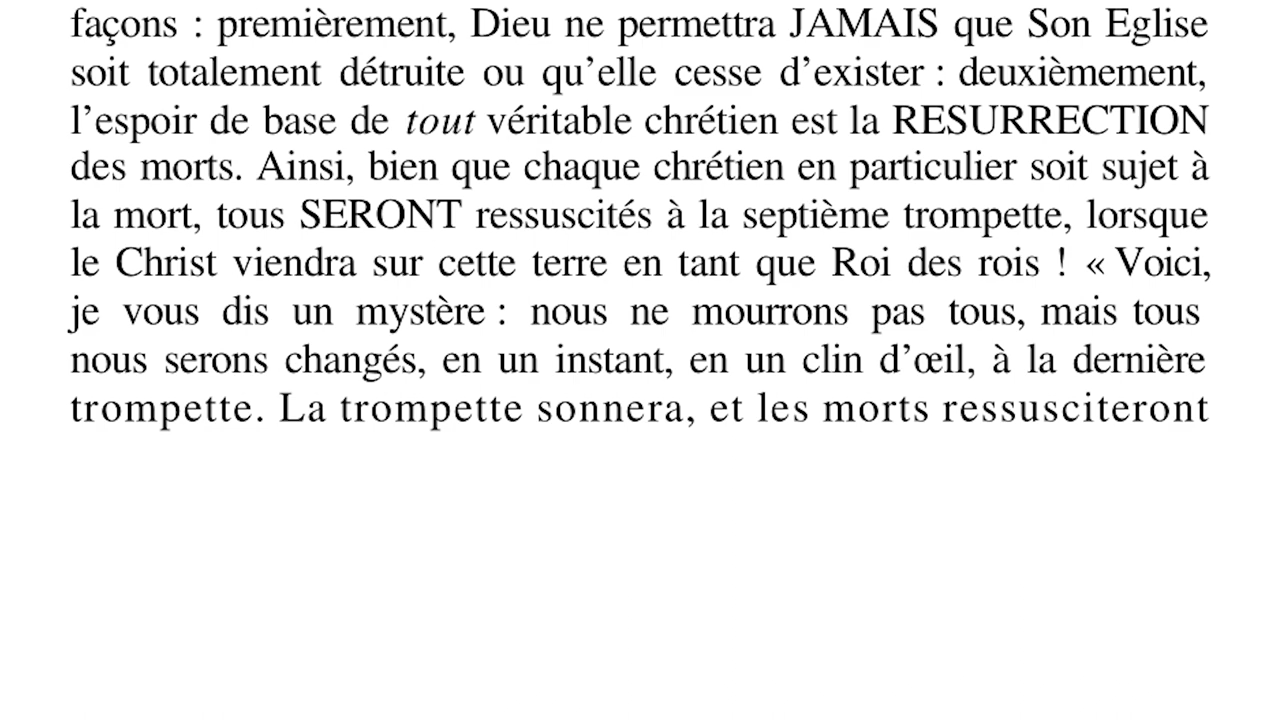 façons : premièrement, Dieu ne permettra JAMAIS que Son Eglise
soit totalement détruite ou qu’elle cesse d’exister : deuxièmement,
l’espoir de base de tout véritable chrétien est la RESURRECTION
des morts. Ainsi, bien que chaque chrétien en particulier soit sujet à
la mort, tous SERONT ressuscités à la septième trompette, lorsque
le Christ viendra sur cette terre en tant que Roi des rois ! « Voici,
je vous dis un mystère : nous ne mourrons pas tous, mais tous
nous serons changés, en un instant, en un clin d’œil, à la dernière
trompette. La trompette sonnera, et les morts ressusciteront